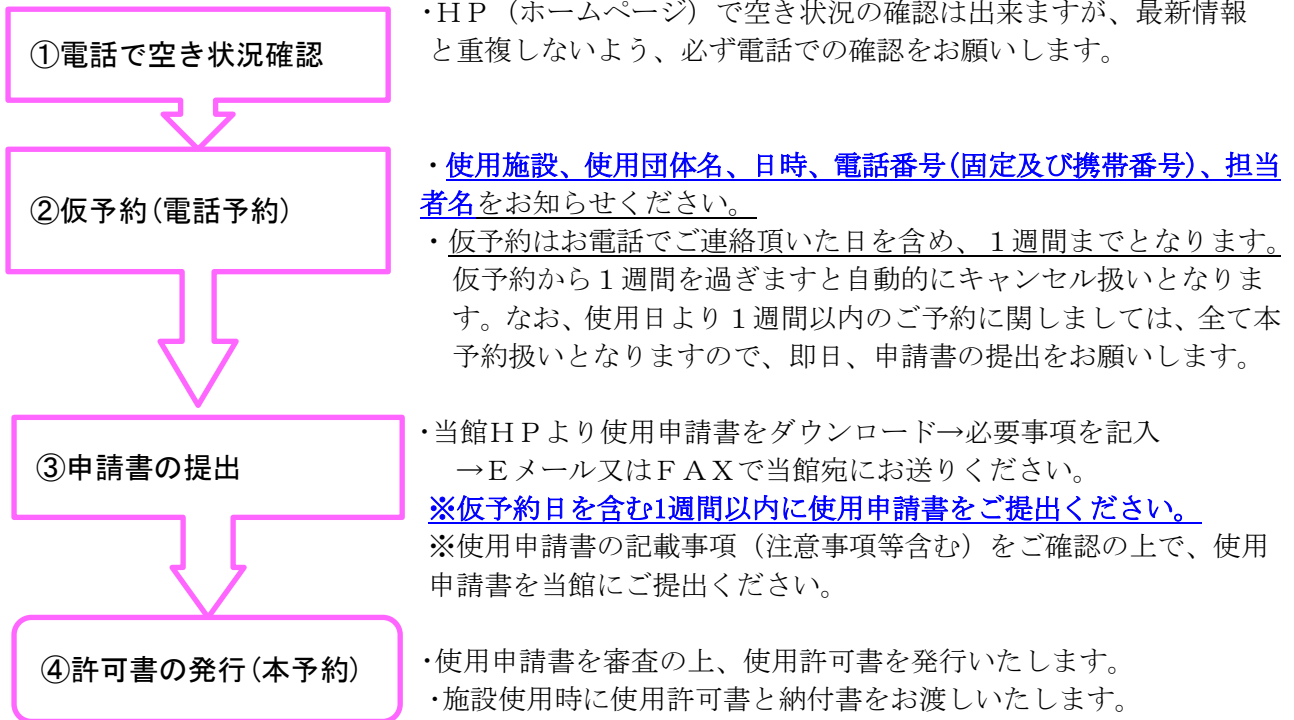 ①電話で空き状況確認
・ＨＰ（ホームページ）で空き状況の確認は出来ますが、最新情報
と重複しないよう、必ず電話での確認をお願いします。
②仮予約(電話予約)
・使用施設、使用団体名、日時、電話番号(固定及び携帯番号)、担当
者名をお知らせください。
・仮予約はお電話でご連絡頂いた日を含め、１週間までとなります。
仮予約から１週間を過ぎますと自動的にキャンセル扱いとなりま
す。なお、使用日より１週間以内のご予約に関しましては、全て本
予約扱いとなりますので、即日、申請書の提出をお願いします。
③申請書の提出
・当館ＨＰより使用申請書をダウンロード→必要事項を記入
→Ｅメール又はＦＡＸで当館宛にお送りください。
※仮予約日を含む1週間以内に使用申請書をご提出ください。
※使用申請書の記載事項（注意事項等含む）をご確認の上で、使用
申請書を当館にご提出ください。
④許可書の発行(本予約)
・使用申請書を審査の上、使用許可書を発行いたします。
・施設使用時に使用許可書と納付書をお渡しいたします。